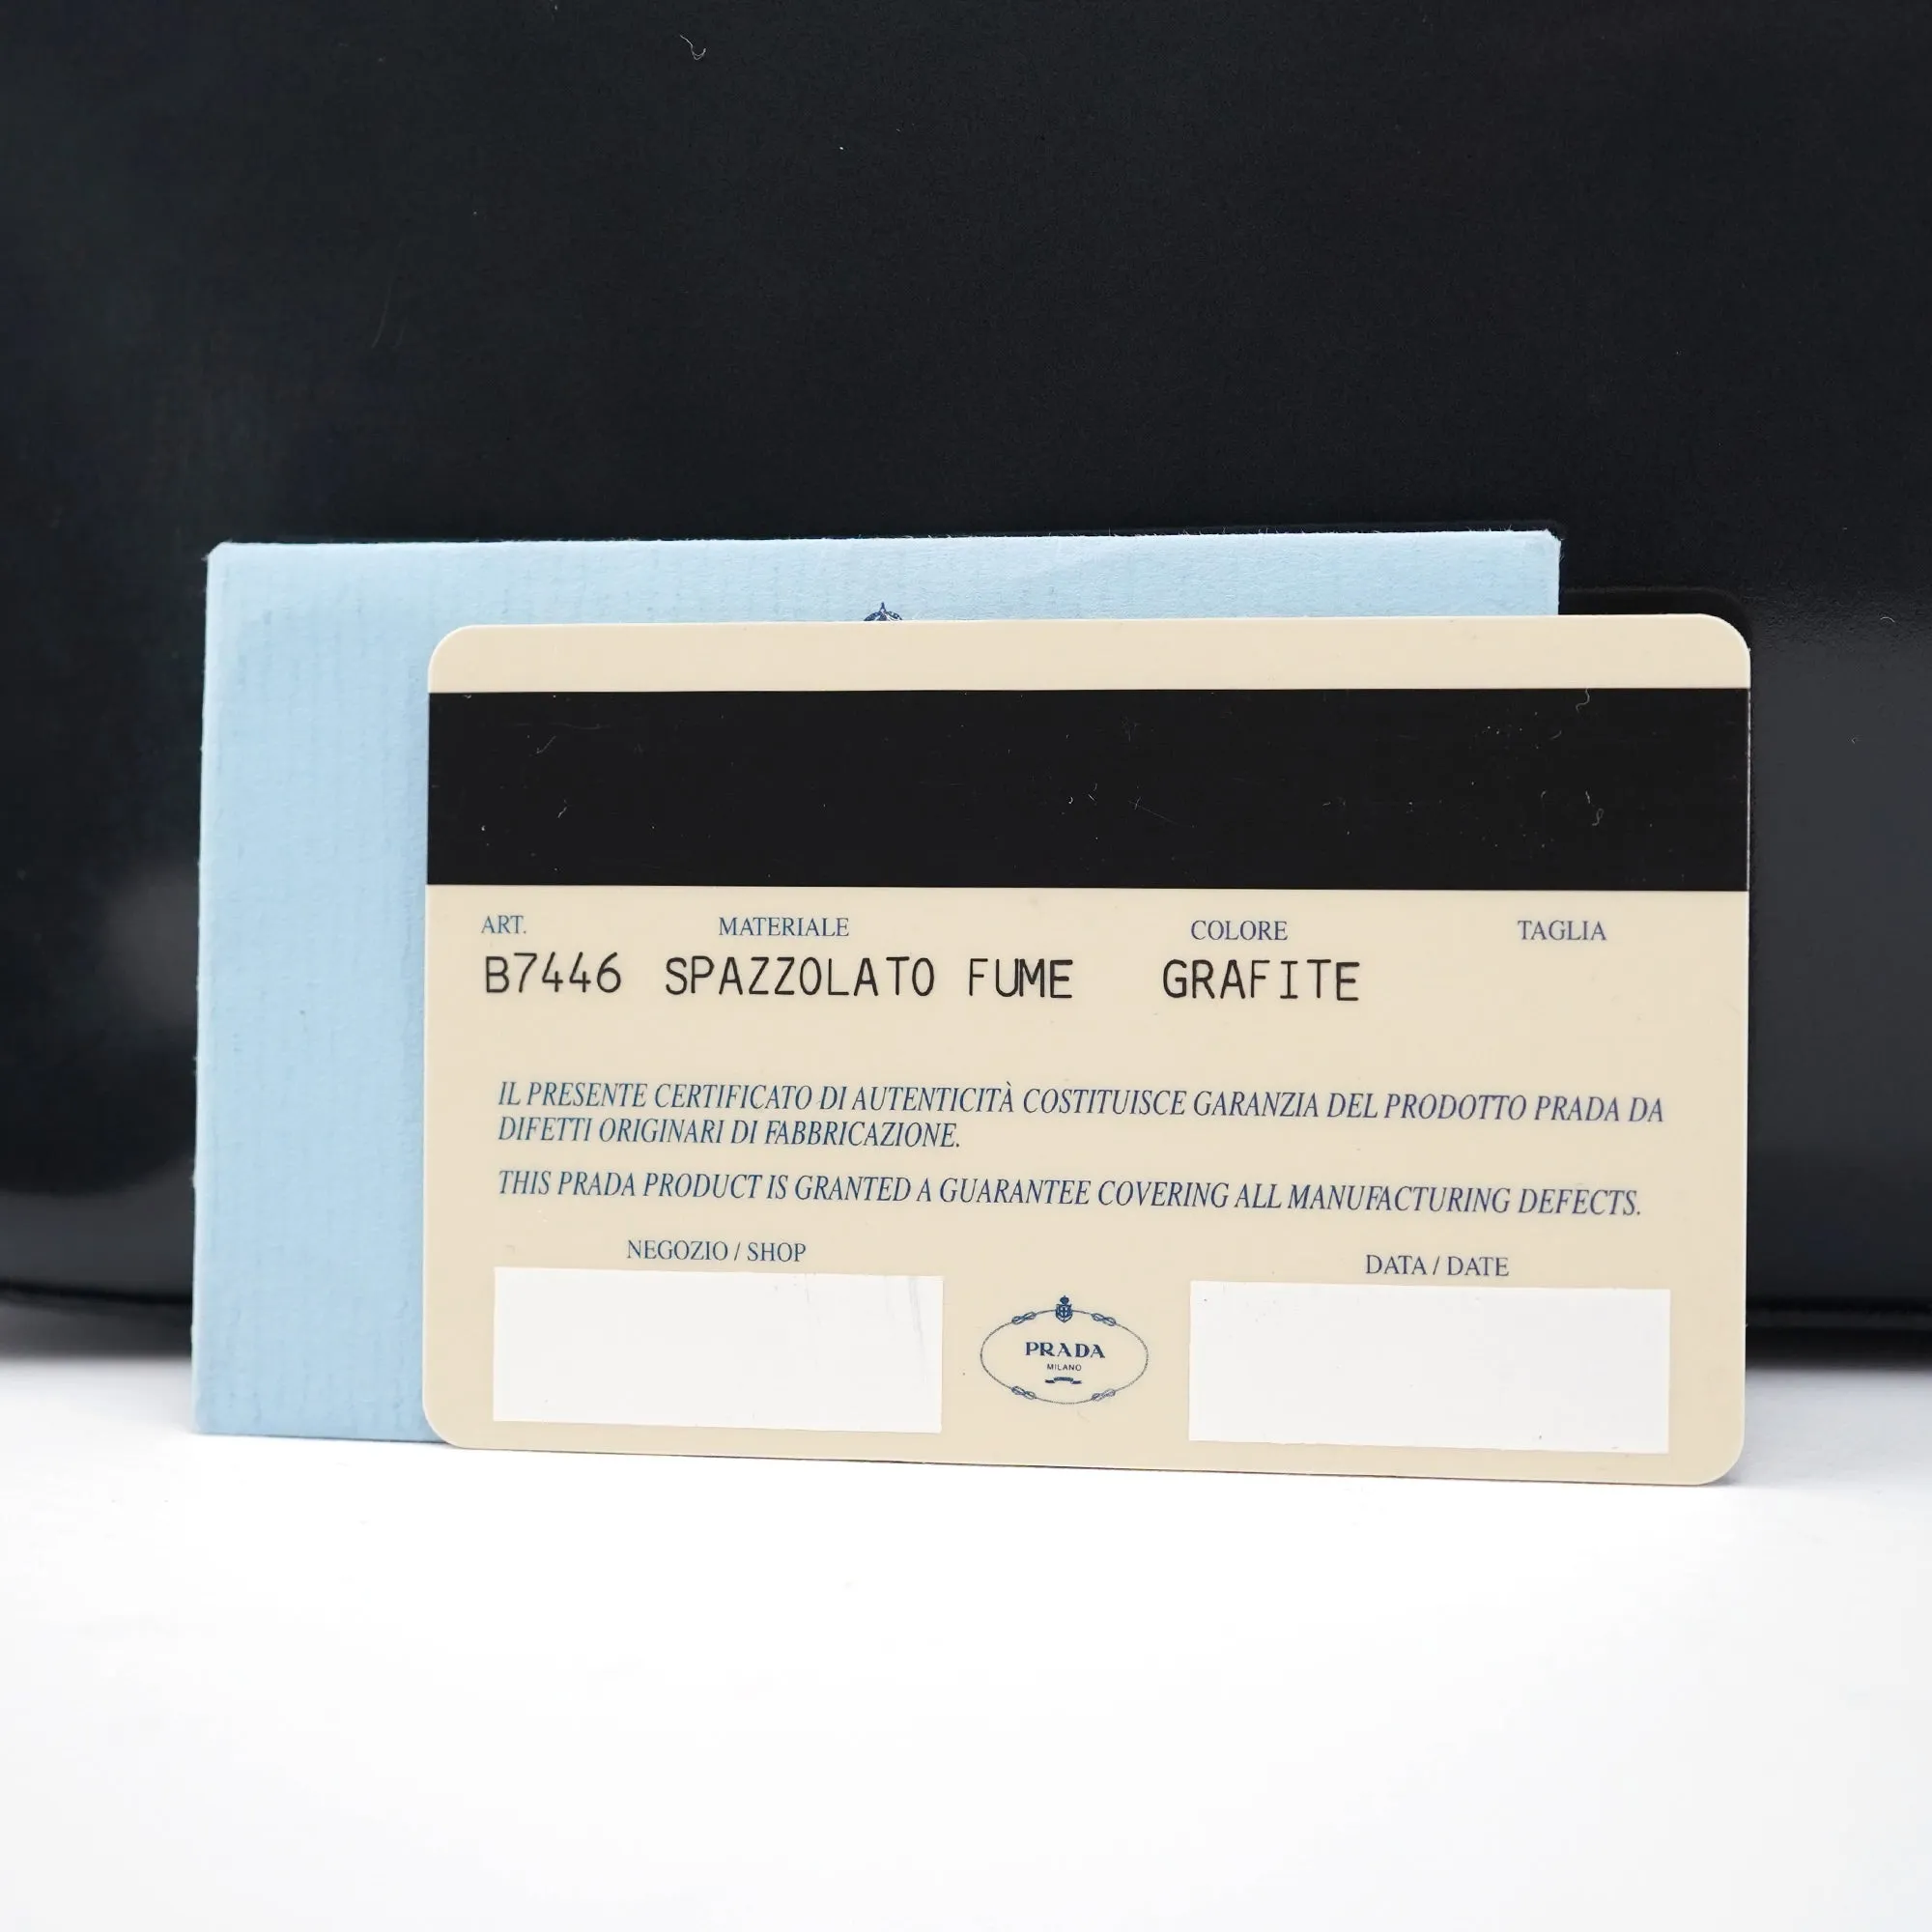 ART. MATERIALE COLORE TAGLIA
B7446 SPAZZOLATO FUME GRAFITE
IL PRESENTE CERTIFICATO DI AUTENTICITÀ COSTITUISCE GARANZIA DEL PRODOTTO PRADA DA
DIFETTI ORIGINARI DI FABBRICAZIONE.
THIS PRADA PRODUCT IS GRANTED A GUARANTEE COVERING ALL MANUFACTURING DEFECTS.
NEGOZIO / SHOP
DATA / DATE
PRADA
MILANO